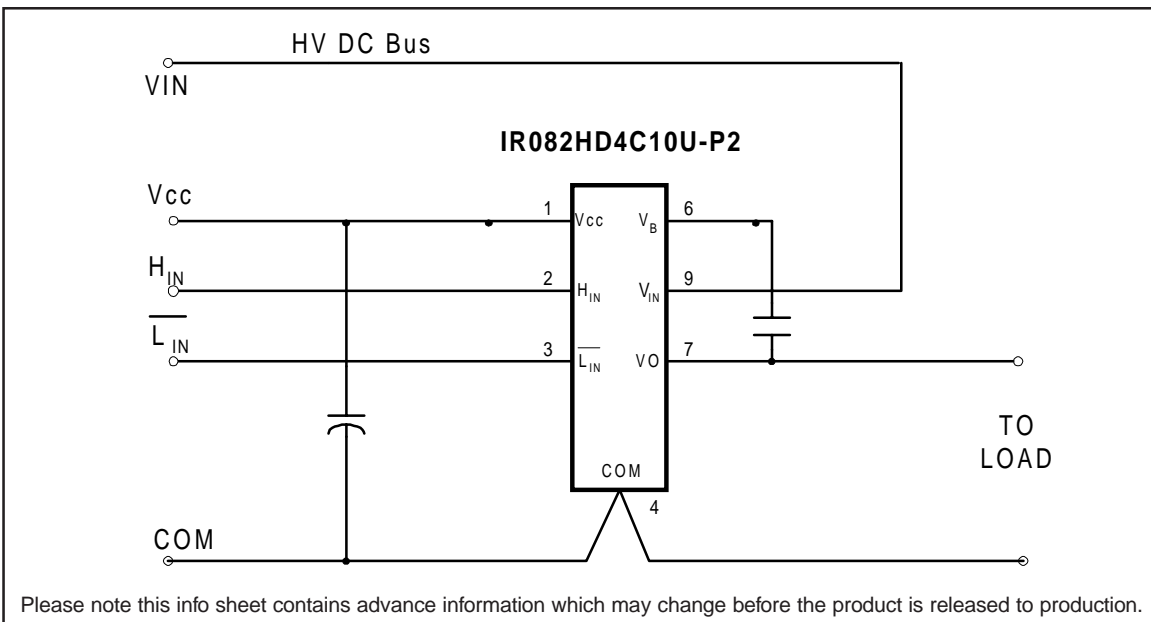 HV DC Bus
VIN
IR082HD4C10U-P2
Vcc
1
Vcc
VB
6
HIN
2
HIN
VIN
9
LIN
3
LIN
VO
7
TO
LOAD
COM
4
COM
Please note this info sheet contains advance information which may change before the product is released to production.